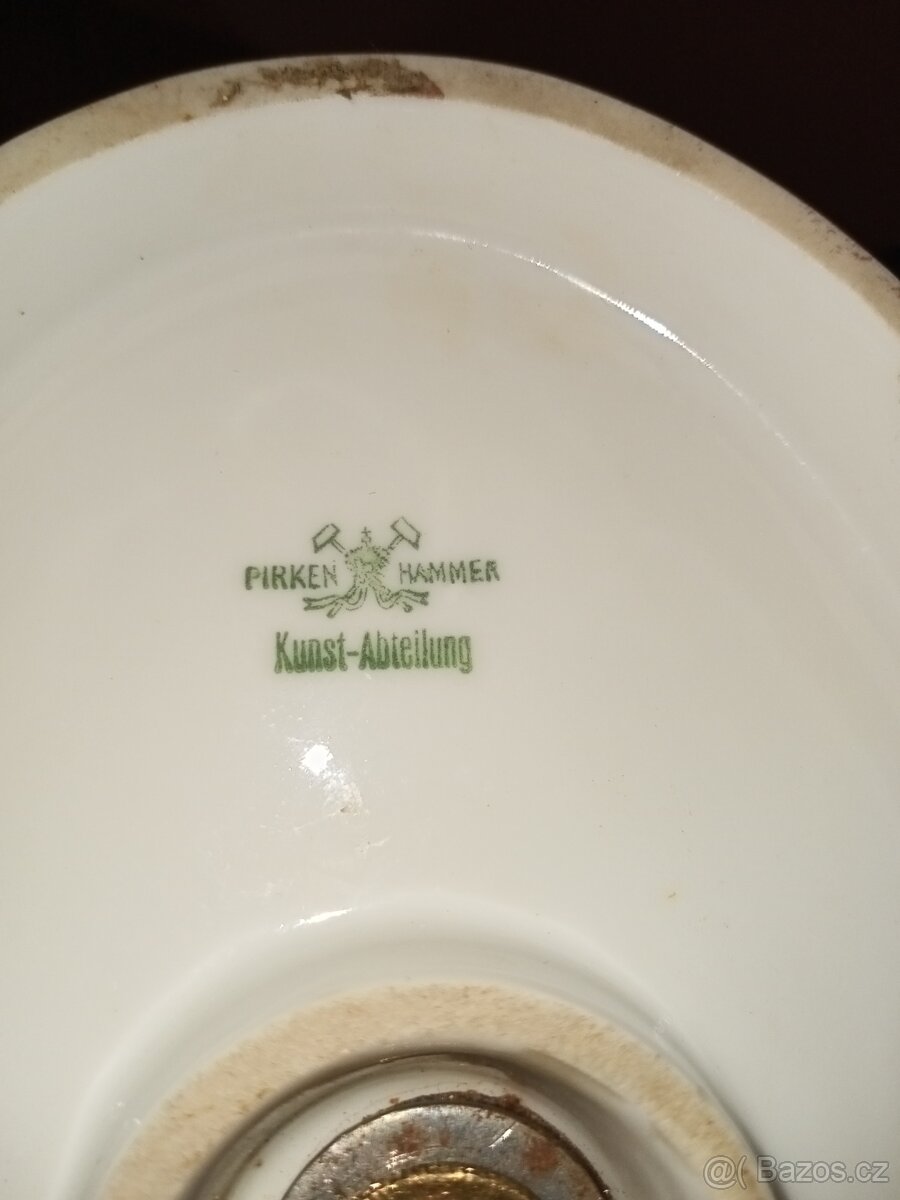 PIRKEN HAMMER
Kunst-Abteilung
@( Bazos.cz